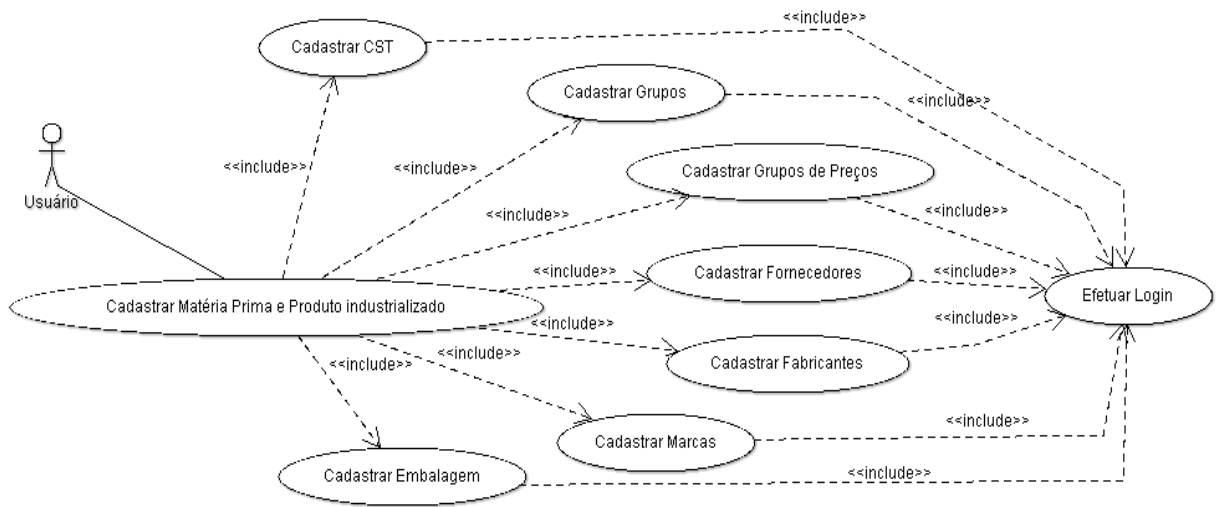 <<include>>
Cadastrar CST
Cadastrar Grupos
<<include>>
<<include>>
<<include>>
Cadastrar Grupos de Preços
Usuário
<<include>>
<<include>>
<<include>>
Cadastrar Fornecedores
<<include>>
Efetuar Login
Cadastrar Matéria Prima e Produto industrializado
<<include>>
<<include>>
<<include>>
<<include>>
Cadastrar Fabricantes
<<include>>
<<include>>
Cadastrar Marcas
Cadastrar Embalagem
<<include>>